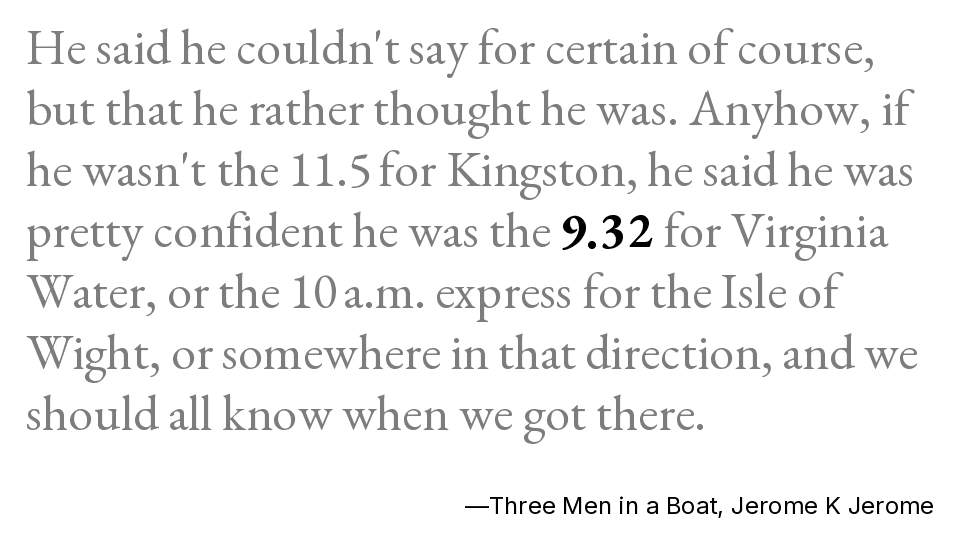 He said he couldn't say for certain of course,
but that he rather thought he was. Anyhow, if
he wasn't the 11.5 for Kingston, he said he was
pretty confident he was the 9.32 for Virginia
Water, or the 10 a.m. express for the Isle of
Wight, or somewhere in that direction, and we
should all know when we got there.
—Three Men in a Boat, Jerome K Jerome